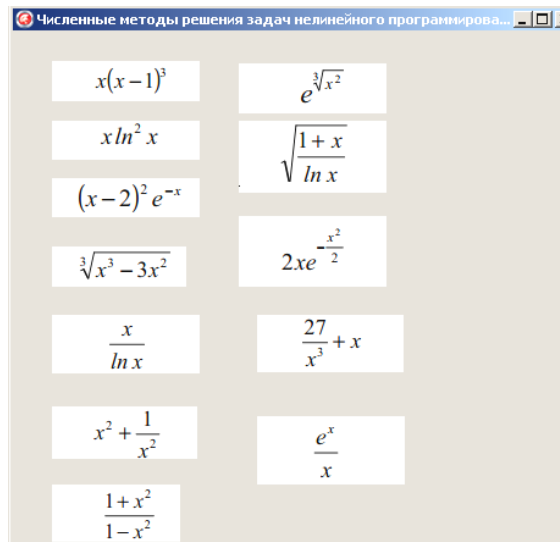 Численные методы решения задач нелинейного программирова...
x(x−1)³
x ln² x
(x−2)² e⁻ˣ
∛(x³−3x²)
x/ln x
x² + 1/x²
(1+x²)/(1−x²)
e^(∛(x²))
√((1+x)/ln x)
2xe^(−x²/2)
27/x³ + x
eˣ/x